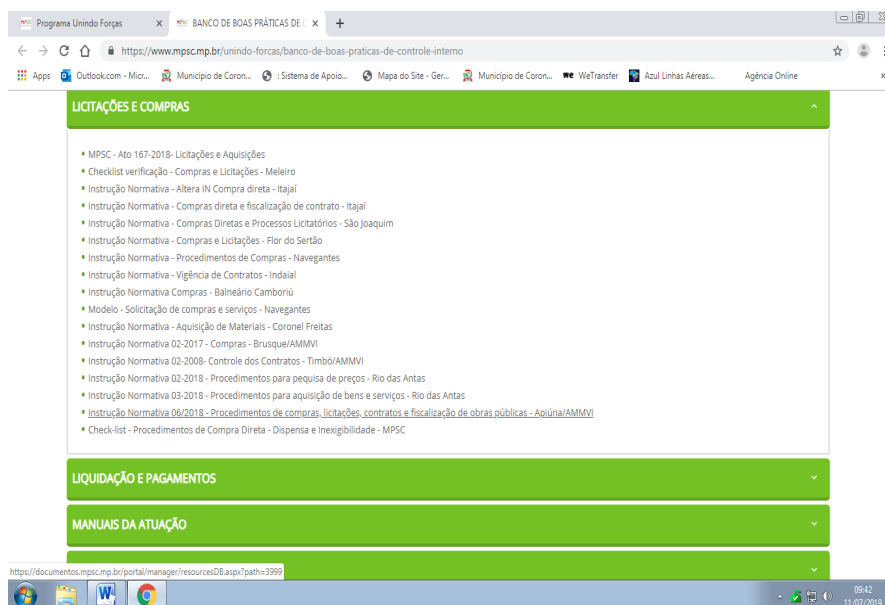 Programa Unindo Forças
BANCO DE BOAS PRÁTICAS DE C
https://www.mpsc.mp.br/unindo-forcas/banco-de-boas-praticas-de-controle-interno
Apps Outlook.com - Micr... Município de Coron... : Sistema de Apoio... Mapa do Site - Ger... Município de Coron... we WeTransfer Azul Linhas Aéreas... Agência Online
LICITAÇÕES E COMPRAS
MPSC - Ato 167-2018- Licitações e Aquisições
Checklist verificação - Compras e Licitações - Meleiro
Instrução Normativa - Altera IN Compra direta - Itajaí
Instrução Normativa - Compras direta e fiscalização de contrato - Itajaí
Instrução Normativa - Compras Diretas e Processos Licitatórios - São Joaquim
Instrução Normativa - Compras e Licitações - Flor do Sertão
Instrução Normativa - Procedimentos de Compras - Navegantes
Instrução Normativa - Vigência de Contratos - Indaial
Instrução Normativa Compras - Balneário Camboriú
Modelo - Solicitação de compras e serviços - Navegantes
Instrução Normativa - Aquisição de Materiais - Coronel Freitas
Instrução Normativa 02-2017 - Compras - Brusque/AMMVI
Instrução Normativa 02-2008- Controle dos Contratos - Timbó/AMMVI
Instrução Normativa 02-2018 - Procedimentos para pequisa de preços - Rio das Antas
Instrução Normativa 03-2018 - Procedimentos para aquisição de bens e serviços - Rio das Antas
Instrução Normativa 06/2018 - Procedimentos de compras, licitações, contratos e fiscalização de obras públicas - Apiúna/AMMVI
Check-list - Procedimentos de Compra Direta - Dispensa e Inexigibilidade - MPSC
LIQUIDAÇÃO E PAGAMENTOS
MANUAIS DA ATUAÇÃO
https://documentos.mpsc.mp.br/portal/manager/resourcesDB.aspx?path=3999
09:42
11/07/2019